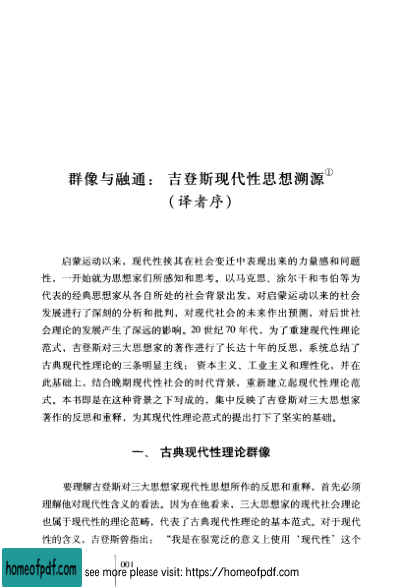 群像与融通： 吉登斯现代性思想溯源①
（译者序）
启蒙运动以来，现代性挟其在社会变迁中表现出来的力量感和问题
性，一开始就为思想家们所感知和思考。以马克思、涂尔干和韦伯等为
代表的经典思想家从各自所处的社会背景出发，对启蒙运动以来的社会
发展进行了深刻的分析和批判，对现代社会的未来作出预测，对后世社
会理论的发展产生了深远的影响。20 世纪 70 年代，为了重建现代性理论
范式，吉登斯对三大思想家的著作进行了长达十年的反思，系统总结了
古典现代性理论的三条明显主线： 资本主义、工业主义和理性化，并在
此基础上，结合晚期现代性社会的时代背景，重新建立起现代性理论范
式。本书即是在这种背景之下写成的，集中反映了吉登斯对三大思想家
著作的反思和重释，为其现代性理论范式的提出打下了坚实的基础。
一、 古典现代性理论群像
要理解吉登斯对三大思想家现代性思想所作的反思和重释，首先必须
理解他对现代性含义的看法。因为在他看来，三大思想家的现代社会理论
也属于现代性的理论范畴，代表了古典现代性理论的基本范式。对于现代
性的含义，吉登斯曾指出： “我是在很宽泛的意义上使用‘现代性’这个
001
homeofpdf.com
see more please visit: https://homeofpdf.com